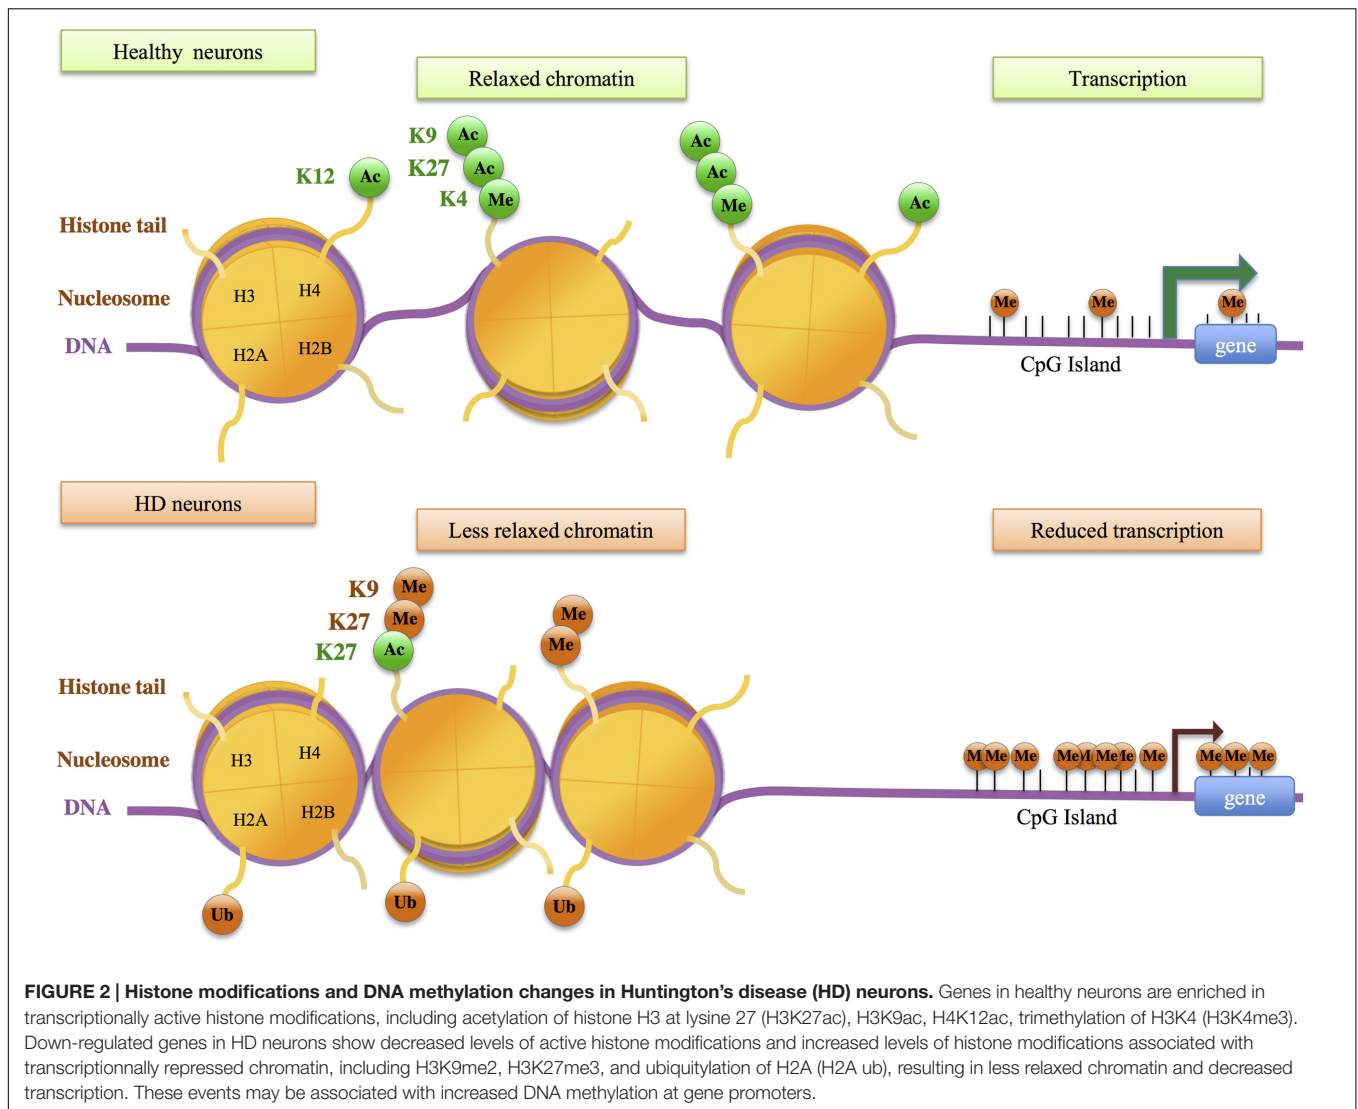 Healthy neurons
Relaxed chromatin
Transcription
K9 Ac
K27 Ac
K4 Me
K12 Ac
Ac
Ac
Me
Ac
Histone tail
Nucleosome
DNA
H3 H4
H2A H2B
Me Me Me
CpG Island
gene
HD neurons
Less relaxed chromatin
Reduced transcription
K9 Me
K27 Me
K27 Ac
Me
Me
Histone tail
Nucleosome
DNA
H3 H4
H2A H2B
Ub Ub Ub
M Me Me Me M Me Me Me Me Me Me
CpG Island
gene
FIGURE 2 | Histone modifications and DNA methylation changes in Huntington's disease (HD) neurons. Genes in healthy neurons are enriched in
transcriptionally active histone modifications, including acetylation of histone H3 at lysine 27 (H3K27ac), H3K9ac, H4K12ac, trimethylation of H3K4 (H3K4me3).
Down-regulated genes in HD neurons show decreased levels of active histone modifications and increased levels of histone modifications associated with
transcriptionnally repressed chromatin, including H3K9me2, H3K27me3, and ubiquitylation of H2A (H2A ub), resulting in less relaxed chromatin and decreased
transcription. These events may be associated with increased DNA methylation at gene promoters.